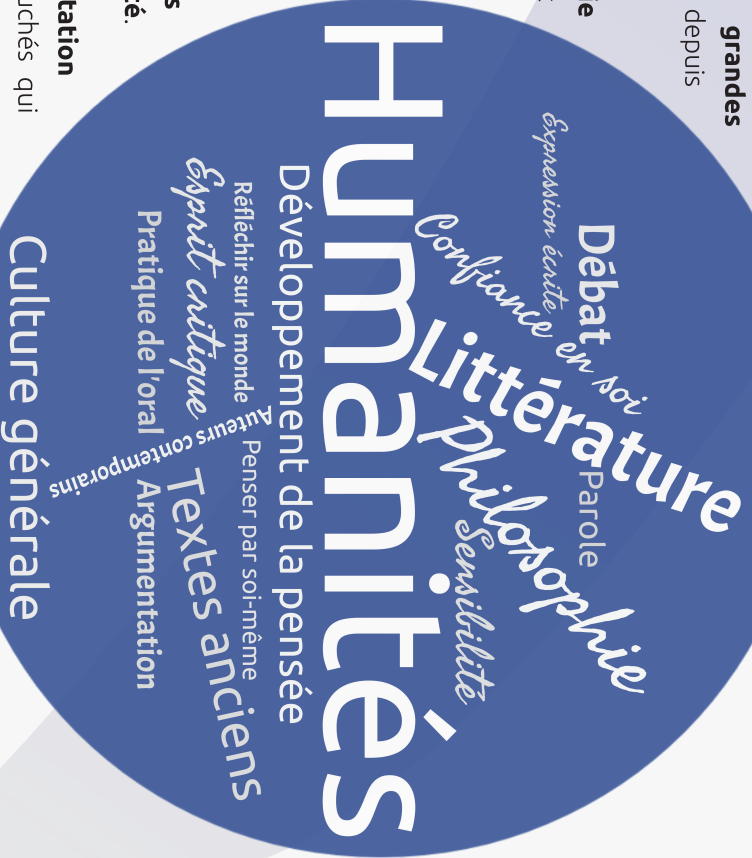 grandes
depuis
ie
Débat
Expression écrite
Confiance en soi
Littérature
Parole
Philosophie
Sensibilité
Humanités
Développement de la pensée
Réfléchir sur le monde
Penser par soi-même
Esprit critique
Auteurs contemporains
Textes anciens
Pratique de l'oral
Argumentation
Culture générale
s
té.
tation
uchés qui